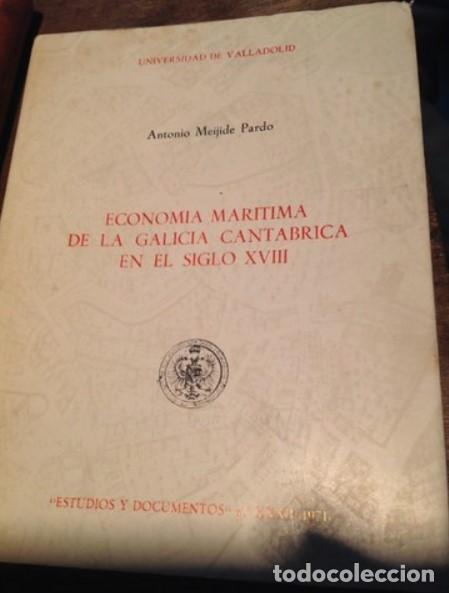 UNIVERSIDAD DE VALLADOLID
Antonio Meijide Pardo
ECONOMIA MARITIMA
DE LA GALICIA CANTABRICA
EN EL SIGLO XVIII
"ESTUDIOS Y DOCUMENTOS" 1971
todocoleccion